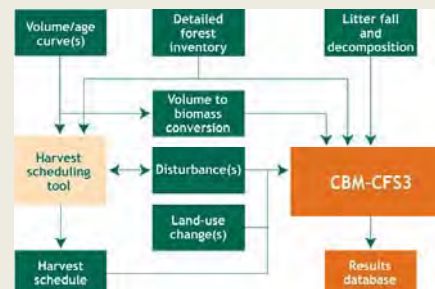 Volume/age
curve(s)
Detailed
forest
inventory
Litter fall
and
decomposition
Volume to
biomass
conversion
Harvest
scheduling
tool
Disturbance(s)
CBM-CFS3
Land-use
change(s)
Harvest
schedule
Results
database